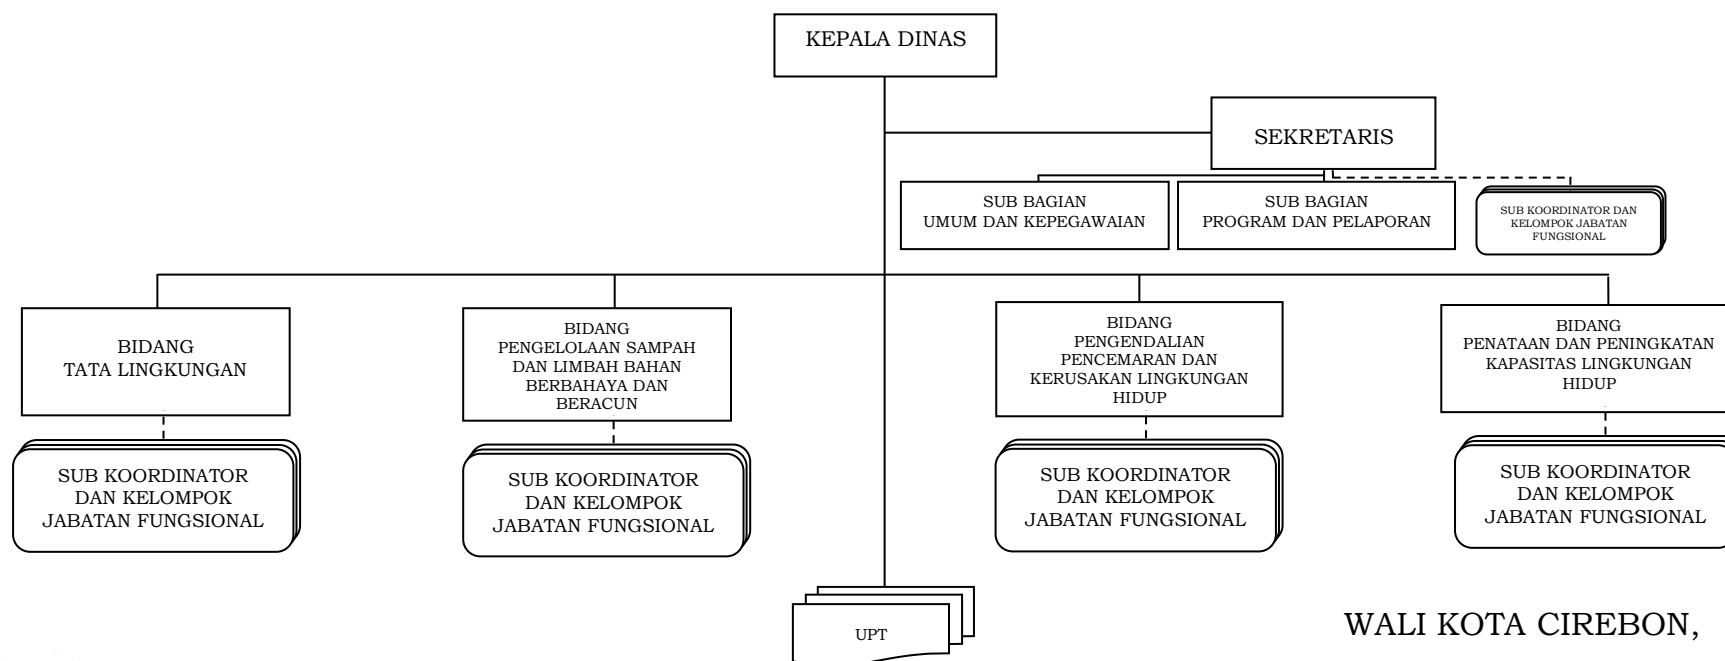 KEPALA DINAS
SEKRETARIS
SUB BAGIAN
UMUM DAN KEPEGAWAIAN
SUB BAGIAN
PROGRAM DAN PELAPORAN
SUB KOORDINATOR DAN
KELOMPOK JABATAN
FUNGSIONAL
BIDANG
TATA LINGKUNGAN
BIDANG
PENGELOLAAN SAMPAH
DAN LIMBAH BAHAN
BERBAHAYA DAN
BERACUN
BIDANG
PENGENDALIAN
PENCEMARAN DAN
KERUSAKAN LINGKUNGAN
HIDUP
BIDANG
PENATAAN DAN PENINGKATAN
KAPASITAS LINGKUNGAN
HIDUP
SUB KOORDINATOR
DAN KELOMPOK
JABATAN FUNGSIONAL
SUB KOORDINATOR
DAN KELOMPOK
JABATAN FUNGSIONAL
SUB KOORDINATOR
DAN KELOMPOK
JABATAN FUNGSIONAL
SUB KOORDINATOR
DAN KELOMPOK
JABATAN FUNGSIONAL
UPT
WALI KOTA CIREBON,